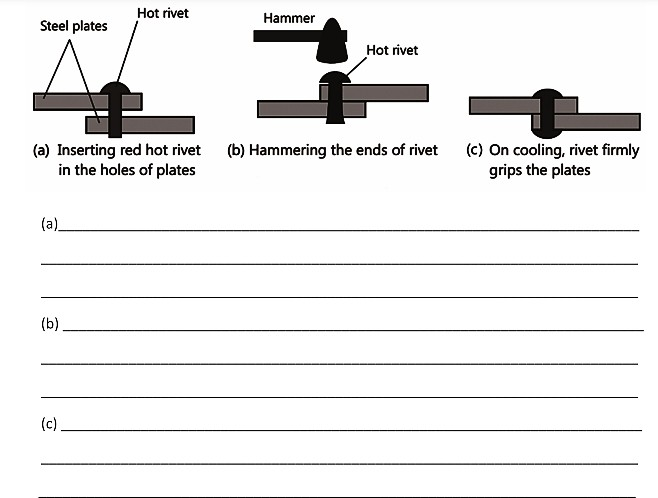 Hot rivet
Steel plates
Hammer
Hot rivet
(a) Inserting red hot rivet
in the holes of plates
(b) Hammering the ends of rivet
(c) On cooling, rivet firmly
grips the plates
(a)
(b)
(c)